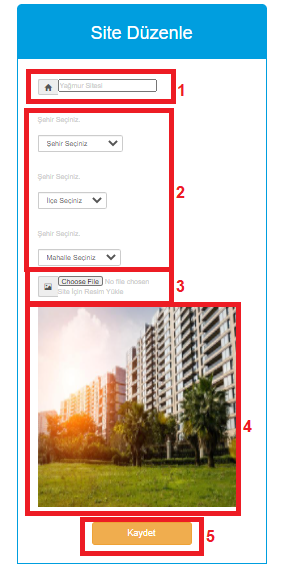 Site Düzenle
Yağmur Sitesi
1
Şehir Seçiniz.
Şehir Seçiniz
Şehir Seçiniz.
2
İlçe Seçiniz
Şehir Seçiniz.
Mahalle Seçiniz
Choose File No file chosen
3
Site İçin Resim Yükle
4
Kaydet
5